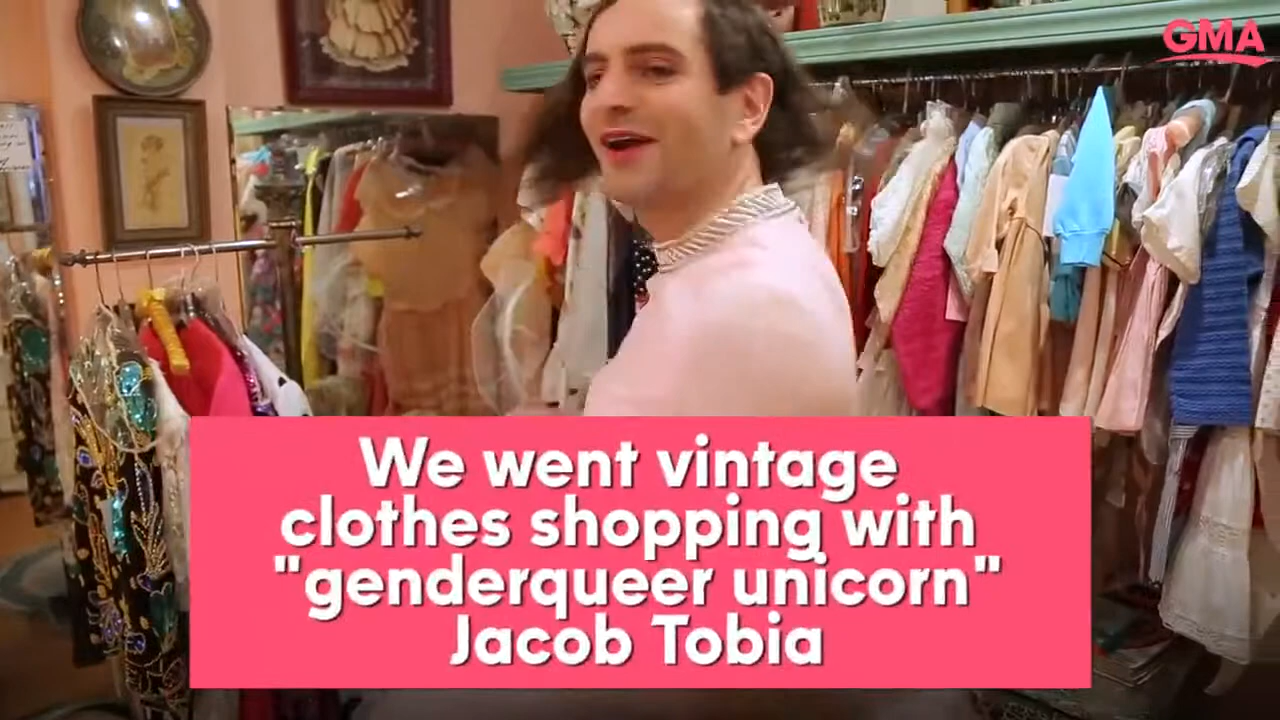 GMA
We went vintage
clothes shopping with
"genderqueer unicorn"
Jacob Tobia